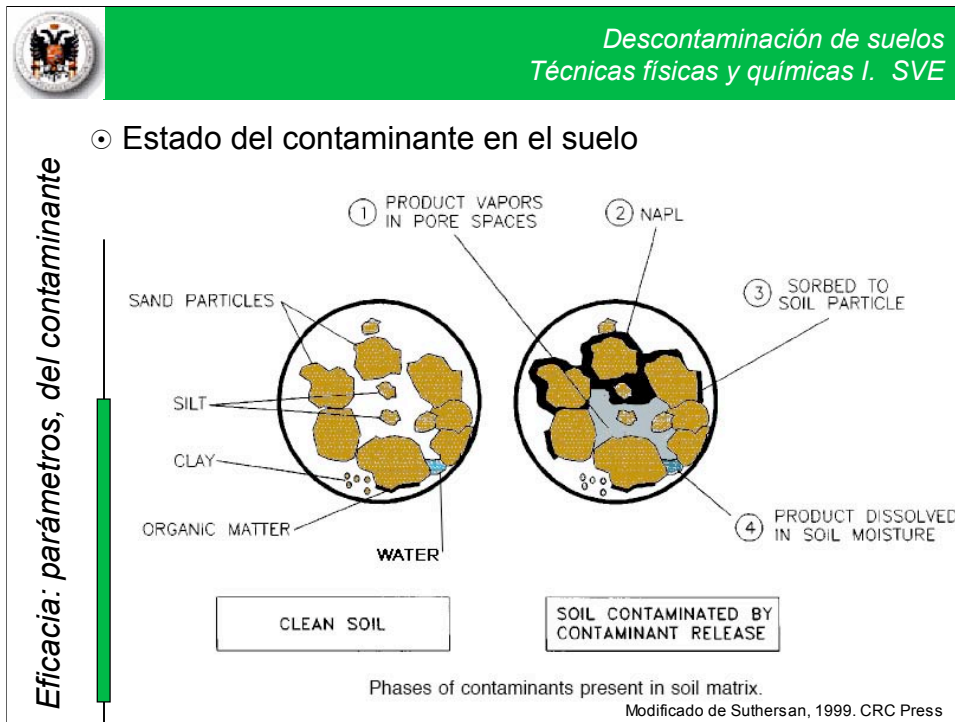 Descontaminación de suelos
Técnicas físicas y químicas I. SVE
Eficacia: parámetros, del contaminante
⊙ Estado del contaminante en el suelo
1 PRODUCT VAPORS
IN PORE SPACES
2 NAPL
3 SORBED TO
SOIL PARTICLE
SAND PARTICLES
SILT
CLAY
ORGANIC MATTER
WATER
4 PRODUCT DISSOLVED
IN SOIL MOISTURE
CLEAN SOIL
SOIL CONTAMINATED BY
CONTAMINANT RELEASE
Phases of contaminants present in soil matrix.
Modificado de Suthersan, 1999. CRC Press